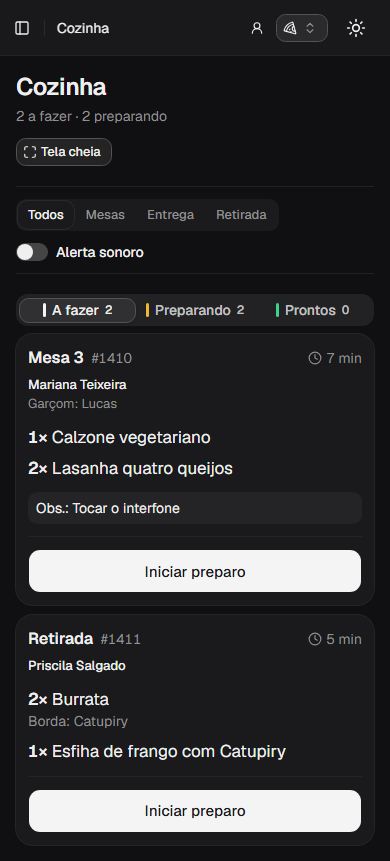 Cozinha
Cozinha
2 a fazer · 2 preparando
Tela cheia
Todos Mesas Entrega Retirada
Alerta sonoro
A fazer 2 Preparando 2 Prontos 0
Mesa 3 #1410 7 min
Mariana Teixeira
Garçom: Lucas
1× Calzone vegetariano
2× Lasanha quatro queijos
Obs.: Tocar o interfone
Iniciar preparo
Retirada #1411 5 min
Priscila Salgado
2× Burrata
Borda: Catupiry
1× Esfiha de frango com Catupiry
Iniciar preparo